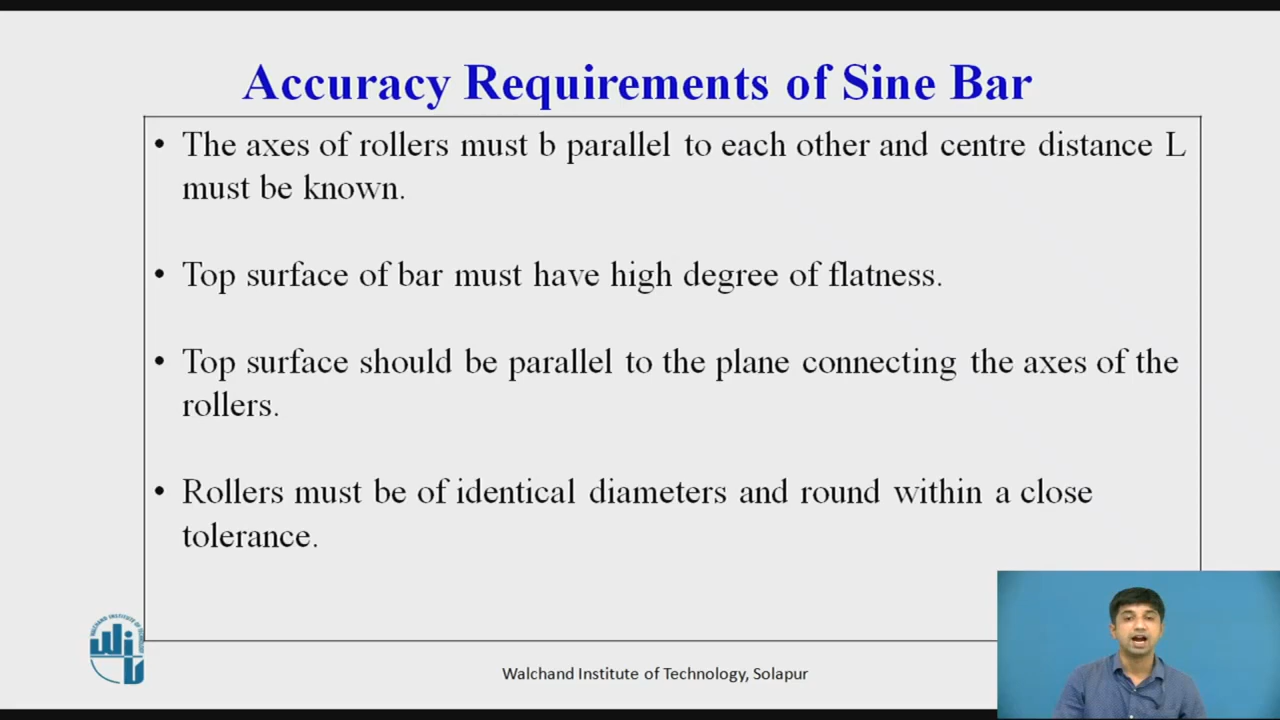 Accuracy Requirements of Sine Bar
• The axes of rollers must b parallel to each other and centre distance L
must be known.
• Top surface of bar must have high degree of flatness.
• Top surface should be parallel to the plane connecting the axes of the
rollers.
• Rollers must be of identical diameters and round within a close
tolerance.
Walchand Institute of Technology, Solapur